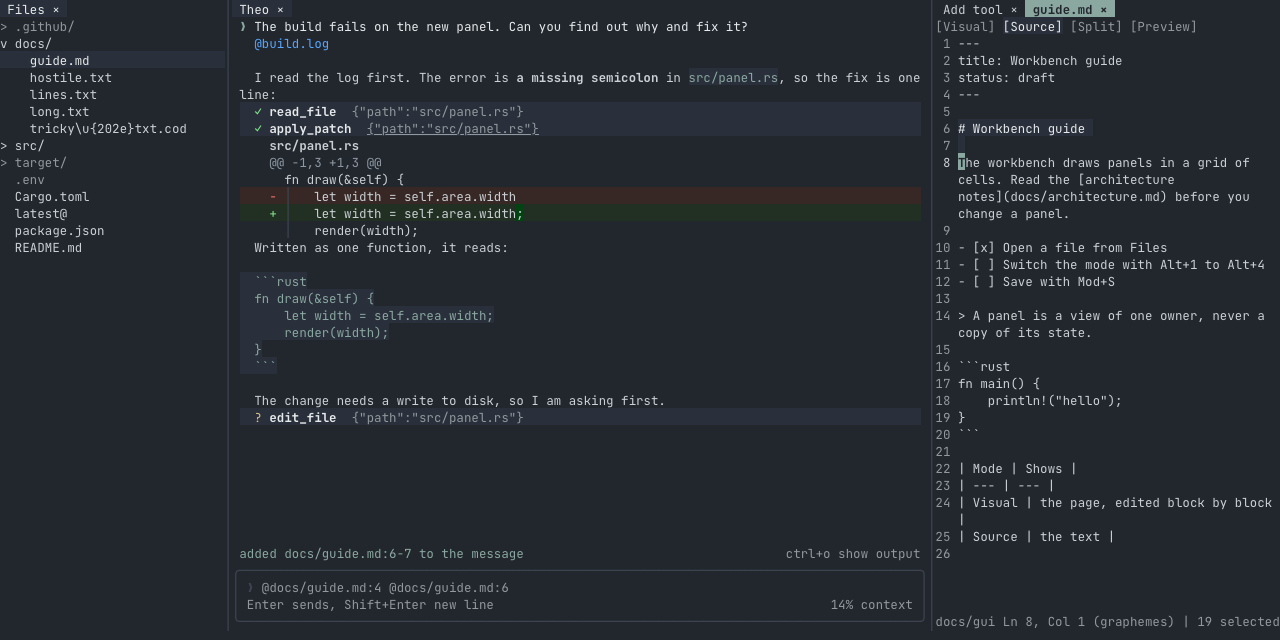 Files ×
> .github/
v docs/
guide.md
hostile.txt
lines.txt
long.txt
tricky\u{202e}txt.cod
> src/
> target/
.env
Cargo.toml
latest@
package.json
README.md
Theo ×
❯ The build fails on the new panel. Can you find out why and fix it?
@build.log
I read the log first. The error is a missing semicolon in src/panel.rs, so the fix is one
line:
✓ read_file {"path":"src/panel.rs"}
✓ apply_patch {"path":"src/panel.rs"}
src/panel.rs
@@ -1,3 +1,3 @@
fn draw(&self) {
- let width = self.area.width
+ let width = self.area.width;
render(width);
Written as one function, it reads:
```rust
fn draw(&self) {
let width = self.area.width;
render(width);
}
```
The change needs a write to disk, so I am asking first.
? edit_file {"path":"src/panel.rs"}
added docs/guide.md:6-7 to the message ctrl+o show output
❯ @docs/guide.md:4 @docs/guide.md:6
Enter sends, Shift+Enter new line 14% context
Add tool × guide.md ×
[Visual] [Source] [Split] [Preview]
1 ---
2 title: Workbench guide
3 status: draft
4 ---
5
6 # Workbench guide
7
8 The workbench draws panels in a grid of
cells. Read the [architecture
notes](docs/architecture.md) before you
change a panel.
9
10 - [x] Open a file from Files
11 - [ ] Switch the mode with Alt+1 to Alt+4
12 - [ ] Save with Mod+S
13
14 > A panel is a view of one owner, never a
copy of its state.
15
16 ```rust
17 fn main() {
18 println!("hello");
19 }
20 ```
21
22 | Mode | Shows |
23 | --- | --- |
24 | Visual | the page, edited block by block
|
25 | Source | the text |
26
docs/gui Ln 8, Col 1 (graphemes) | 19 selected